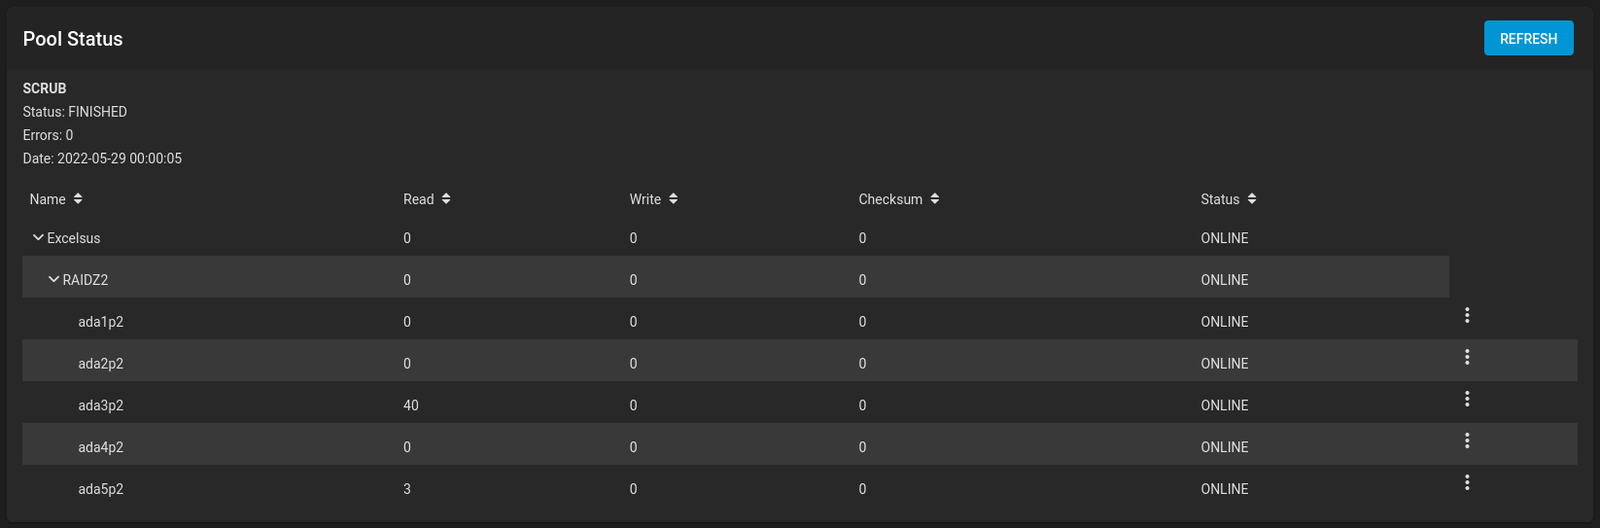 Pool Status
REFRESH
SCRUB
Status: FINISHED
Errors: 0
Date: 2022-05-29 00:00:05
Name Read Write Checksum Status
Excelsus 0 0 0 ONLINE
RAIDZ2 0 0 0 ONLINE
ada1p2 0 0 0 ONLINE
ada2p2 0 0 0 ONLINE
ada3p2 40 0 0 ONLINE
ada4p2 0 0 0 ONLINE
ada5p2 3 0 0 ONLINE